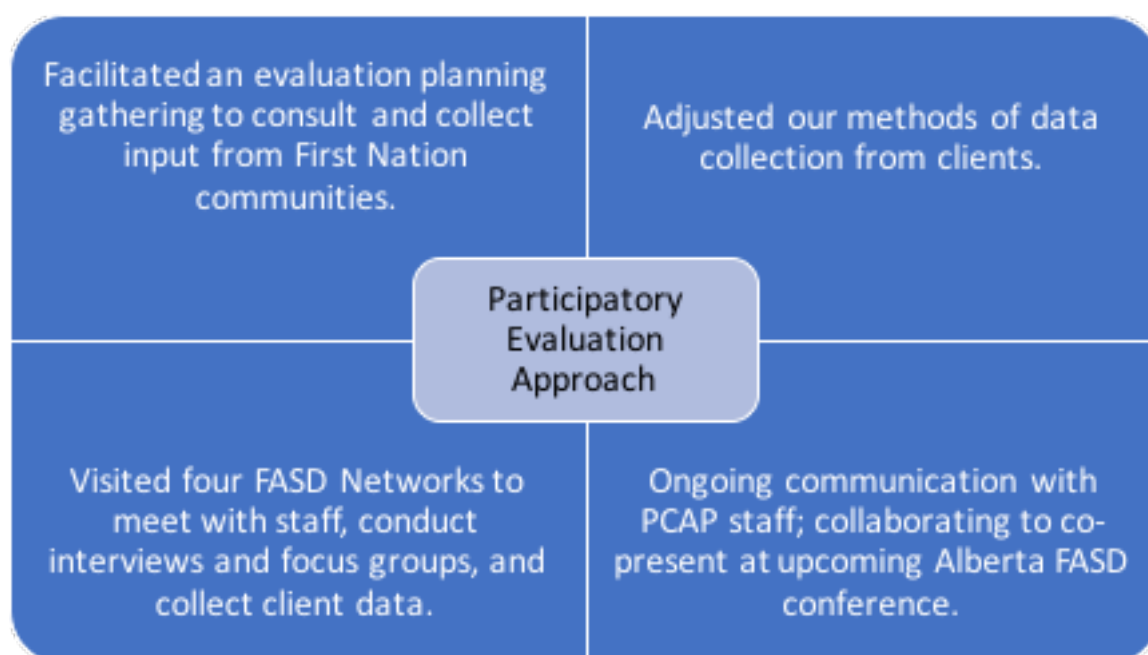 Facilitated an evaluation planning
gathering to consult and collect
input from First Nation
communities.
Adjusted our methods of data
collection from clients.
Participatory
Evaluation
Approach
Visited four FASD Networks to
meet with staff, conduct
interviews and focus groups, and
collect client data.
Ongoing communication with
PCAP staff; collaborating to co-
present at upcoming Alberta FASD
conference.